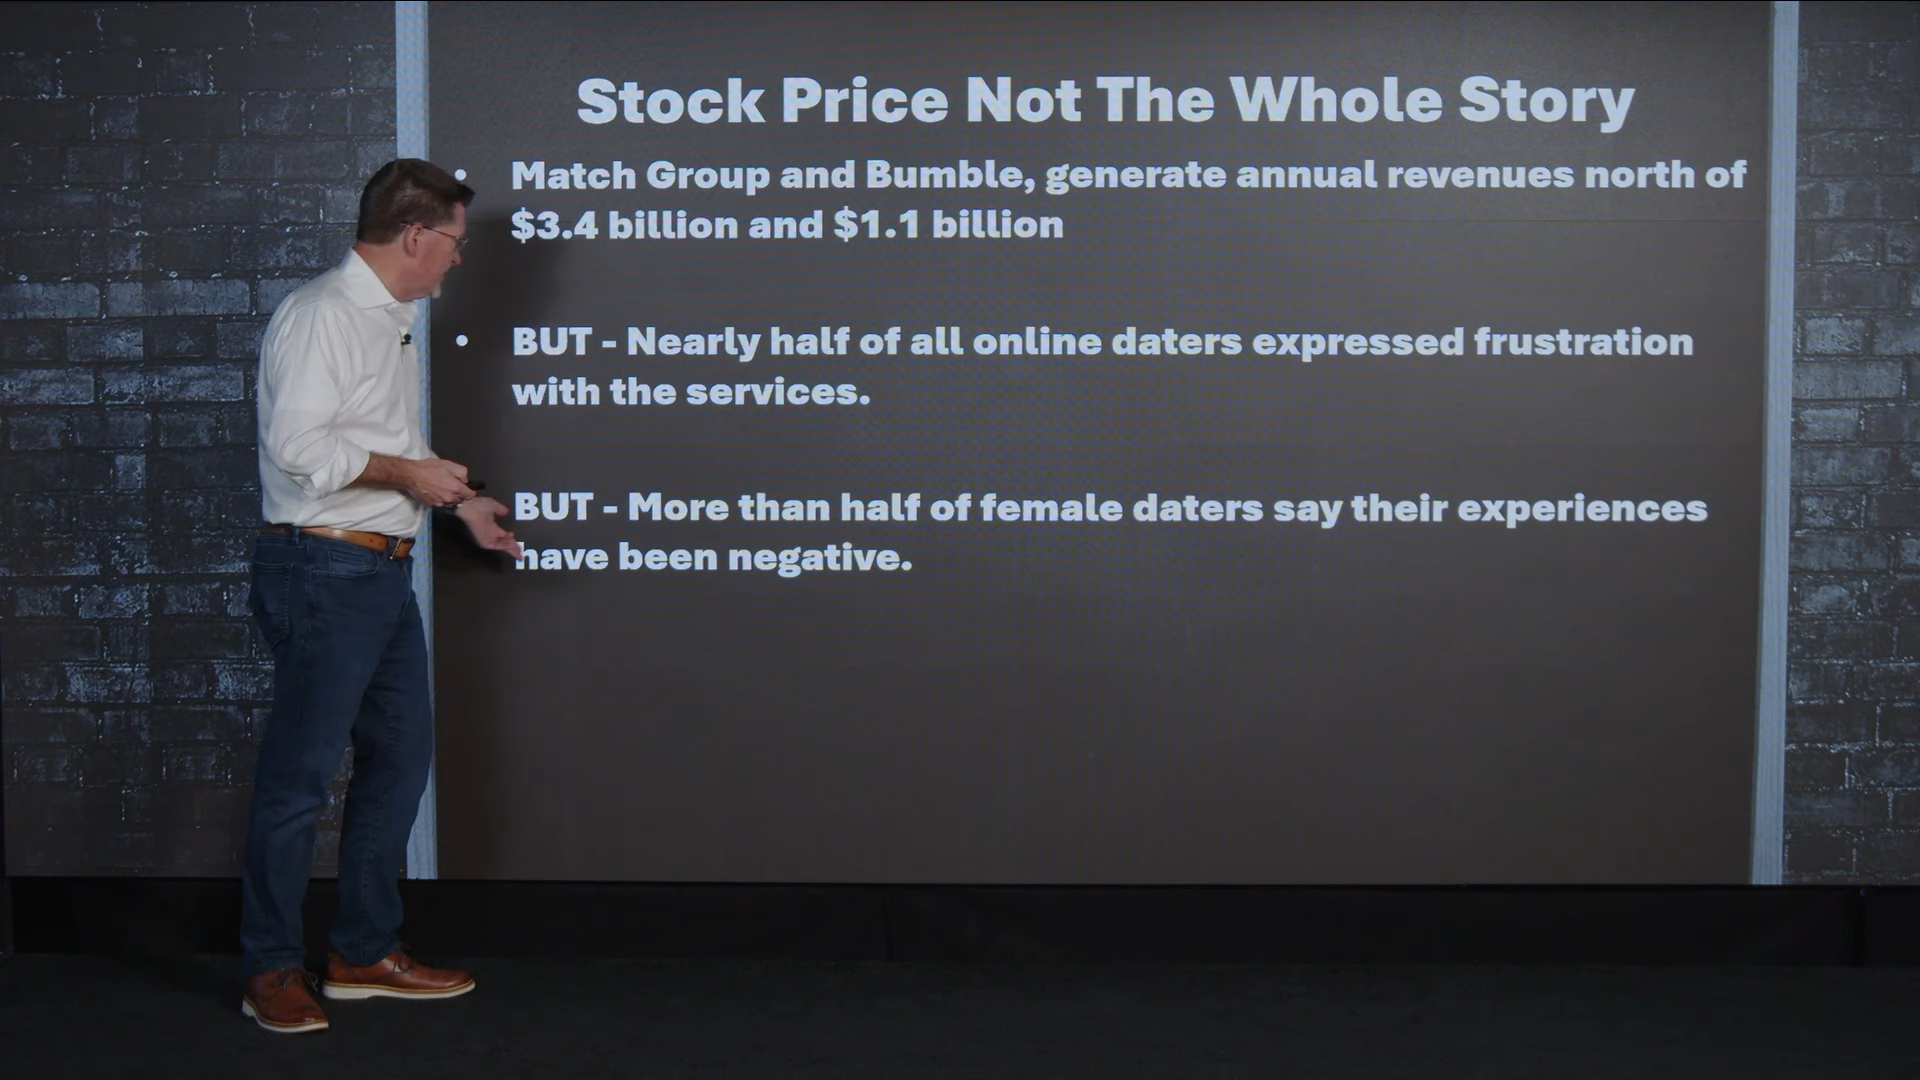 Stock Price Not The Whole Story
• Match Group and Bumble, generate annual revenues north of
$3.4 billion and $1.1 billion
• BUT - Nearly half of all online daters expressed frustration
with the services.
BUT - More than half of female daters say their experiences
have been negative.